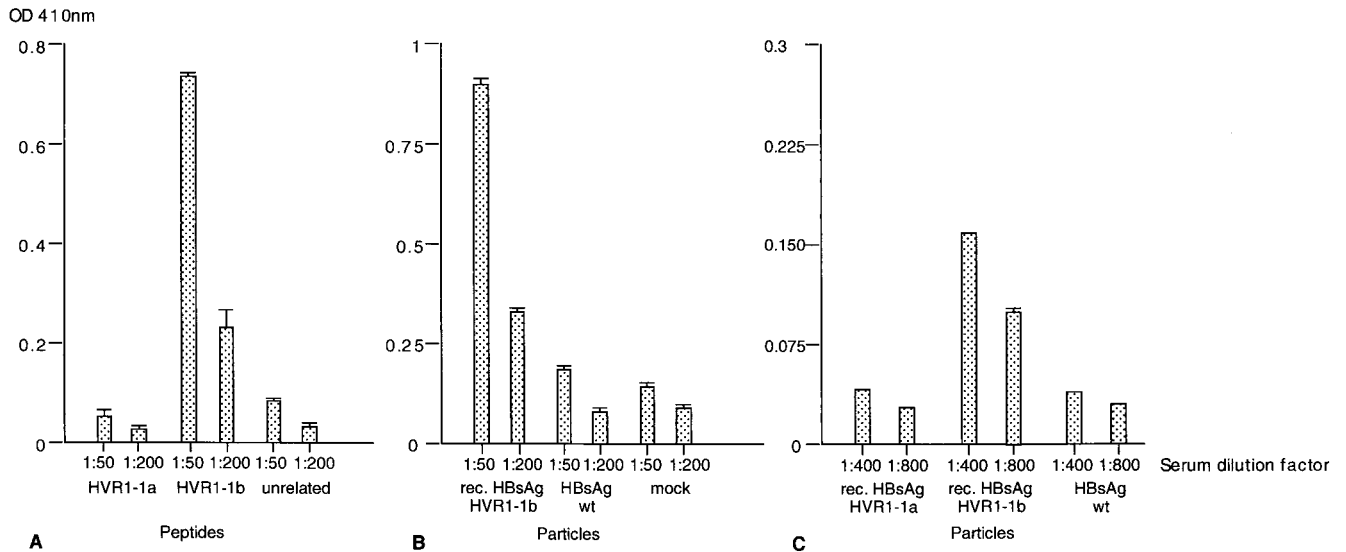 OD 410nm
0.8
0.6
0.4
0.2
0
1:50 1:200 1:50 1:200 1:50 1:200
HVR1-1a HVR1-1b unrelated
Peptides
A
1
0.75
0.5
0.25
0
1:50 1:200 1:50 1:200 1:50 1:200
rec. HBsAg HBsAg mock
HVR1-1b wt
Particles
B
0.3
0.225
0.150
0.075
0
1:400 1:800 1:400 1:800 1:400 1:800 Serum dilution factor
rec. HBsAg rec. HBsAg HBsAg
HVR1-1a HVR1-1b wt
Particles
C